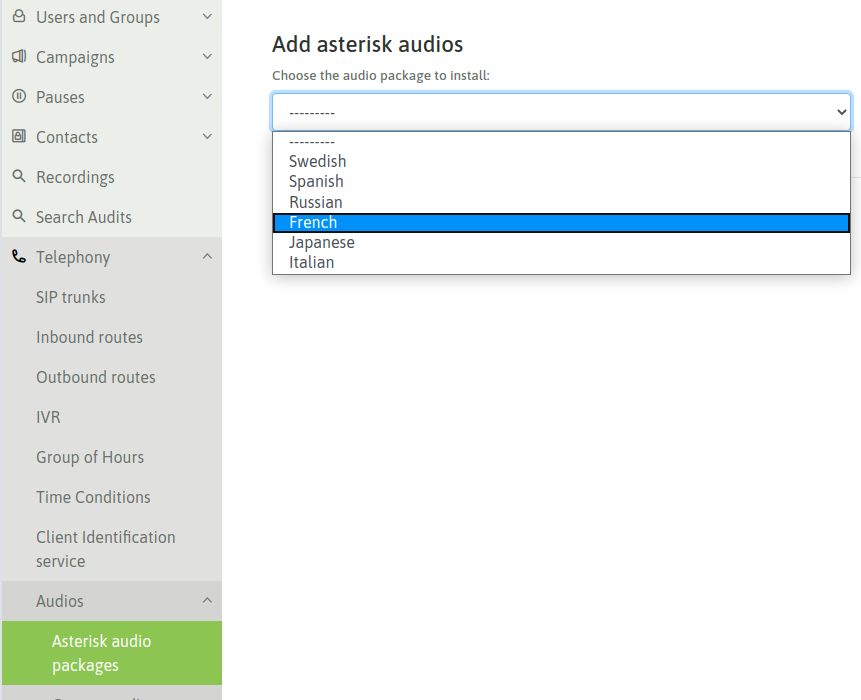 Users and Groups
Campaigns
Pauses
Contacts
Recordings
Search Audits
Telephony
SIP trunks
Inbound routes
Outbound routes
IVR
Group of Hours
Time Conditions
Client Identification
service
Audios
Asterisk audio
packages
Add asterisk audios
Choose the audio package to install:
---------
---------
Swedish
Spanish
Russian
French
Japanese
Italian